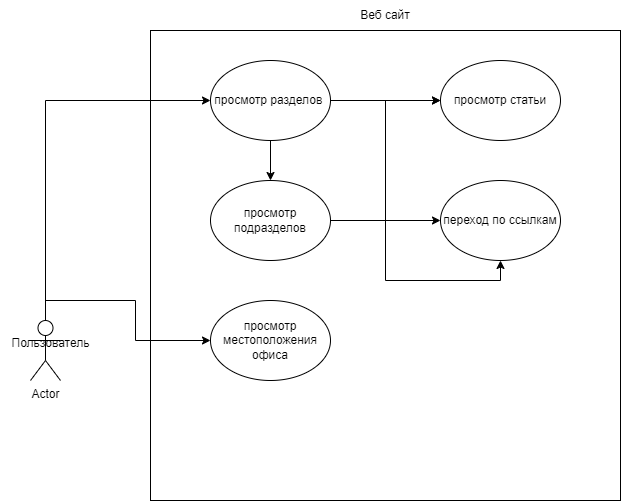 Веб сайт
просмотр разделов
просмотр статьи
просмотр
подразделов
переход по ссылкам
просмотр
местоположения
офиса
Пользователь
Actor